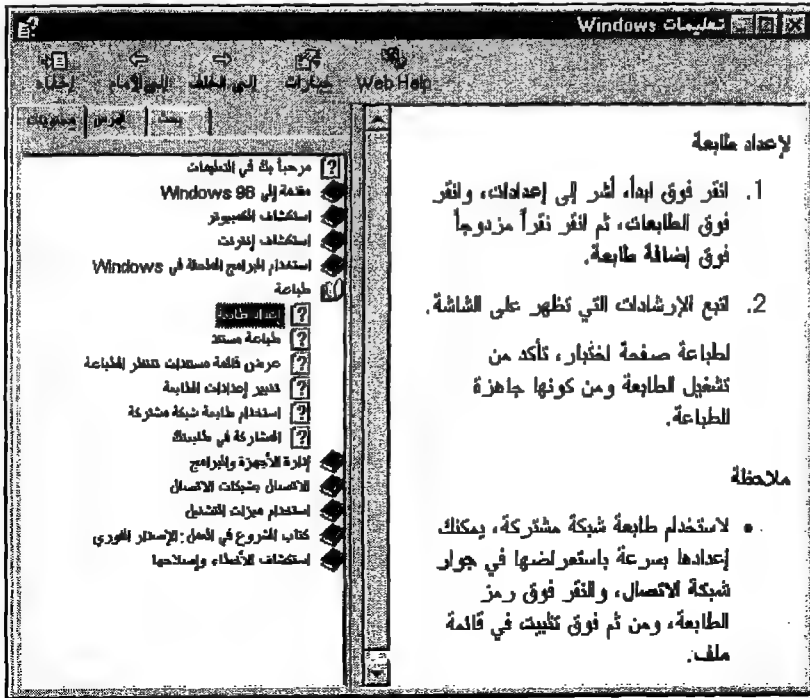 تعليمات Windows
إخفاء إلى الأمام إلى الخلف خيارات Web Help
محتويات فهرس بحث
مرحباً بك في التعليمات
مقدمة إلى Windows 98
استكشاف الكمبيوتر
استكشاف إنترنت
استخدام البرامج الملحقة في Windows
طباعة
إعداد طابعة
طباعة مستند
عرض قائمة مستندات تنتظر الطباعة
تغيير إعدادات الطابعة
استخدام طابعة شبكة مشتركة
المشاركة في طابعتك
إدارة الأجهزة والبرامج
الاتصال بشبكات الاتصال
استخدام ميزات التشغيل
كتاب الشروع في العمل: الإصدار الفوري
استكشاف الأخطاء وإصلاحها
لإعداد طابعة
1. انقر فوق ابدأ، أشر إلى إعدادات، وانقر
فوق الطابعات، ثم انقر نقراً مزدوجاً
فوق إضافة طابعة.
2. اتبع الإرشادات التي تظهر على الشاشة.
لطباعة صفحة اختبار، تأكد من
تشغيل الطابعة ومن كونها جاهزة
للطباعة.
ملاحظة
• لاستخدام طابعة شبكة مشتركة، يمكنك
إعدادها بسرعة باستعراضها في جوار
شبكة الاتصال، والنقر فوق رمز
الطابعة، ومن ثم فوق تثبيت في قائمة
ملف.